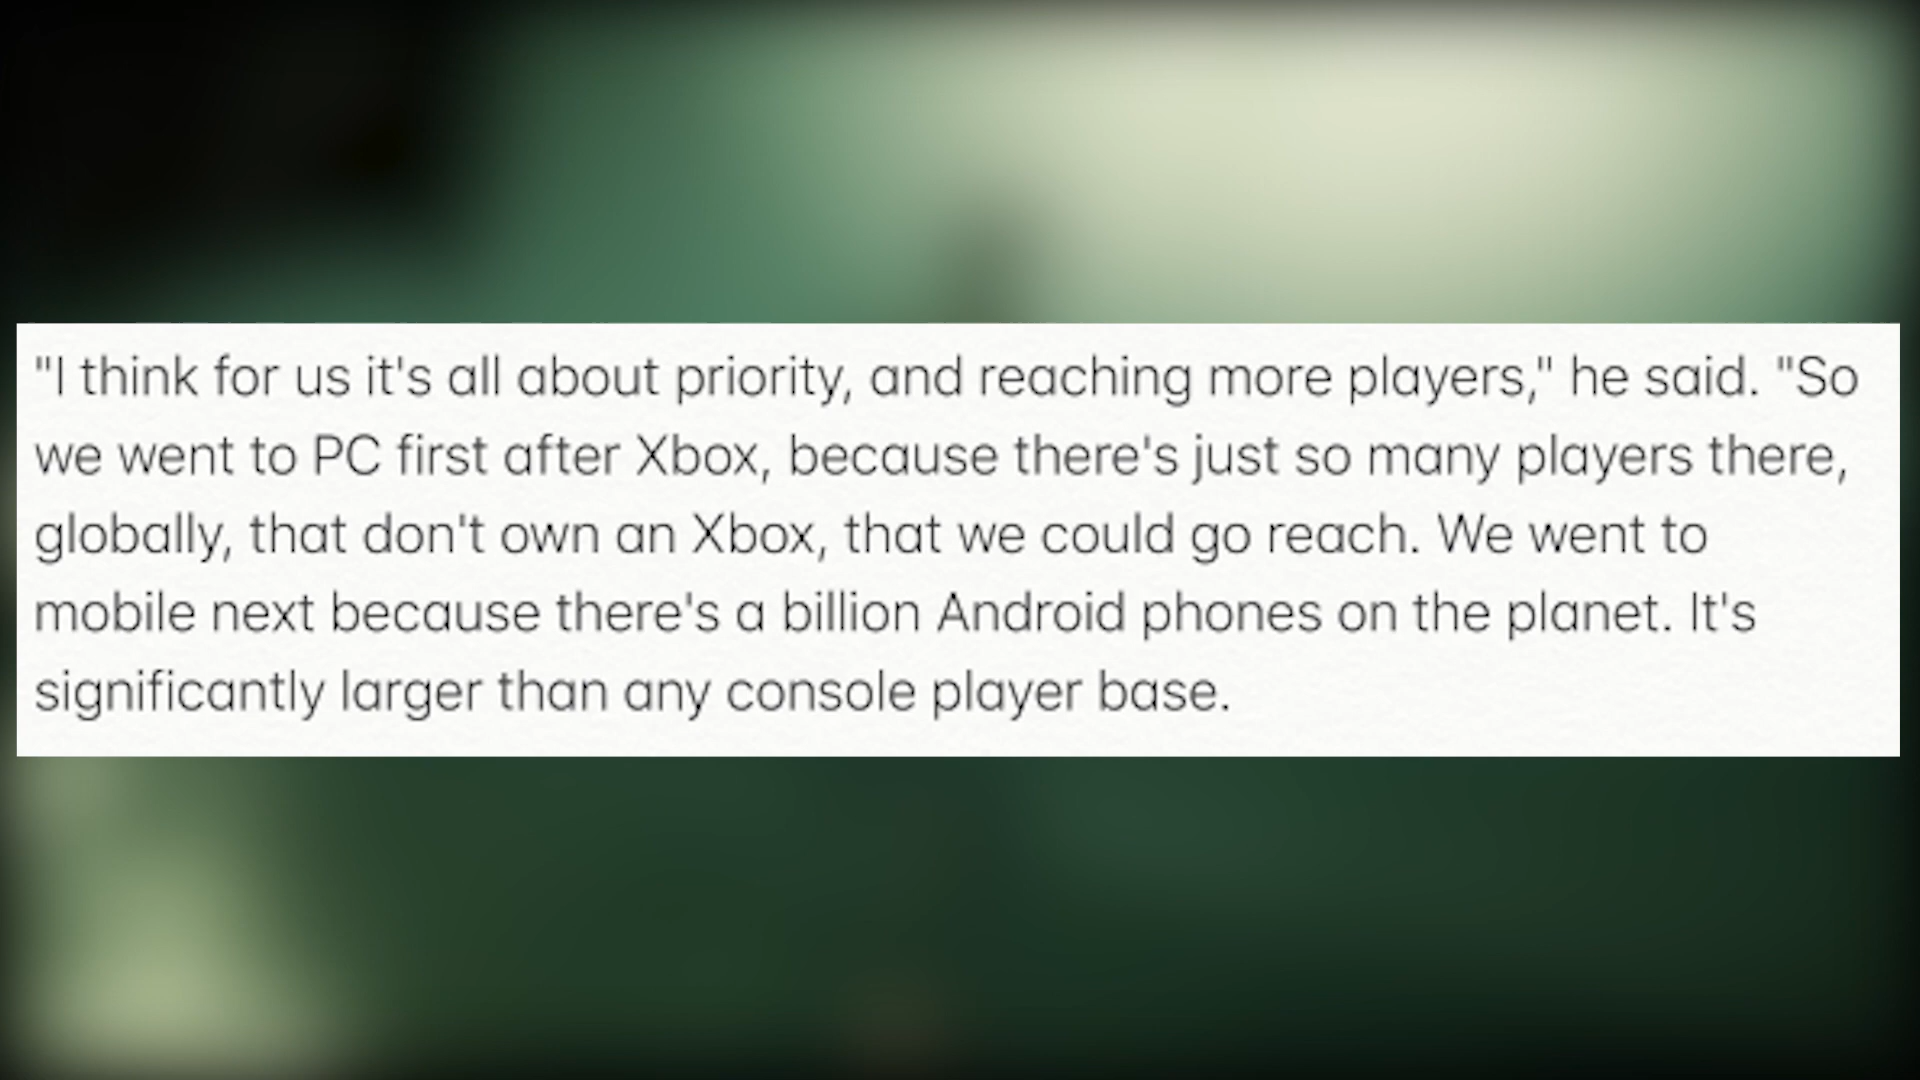 "I think for us it's all about priority, and reaching more players," he said. "So
we went to PC first after Xbox, because there's just so many players there,
globally, that don't own an Xbox, that we could go reach. We went to
mobile next because there's a billion Android phones on the planet. It's
significantly larger than any console player base.